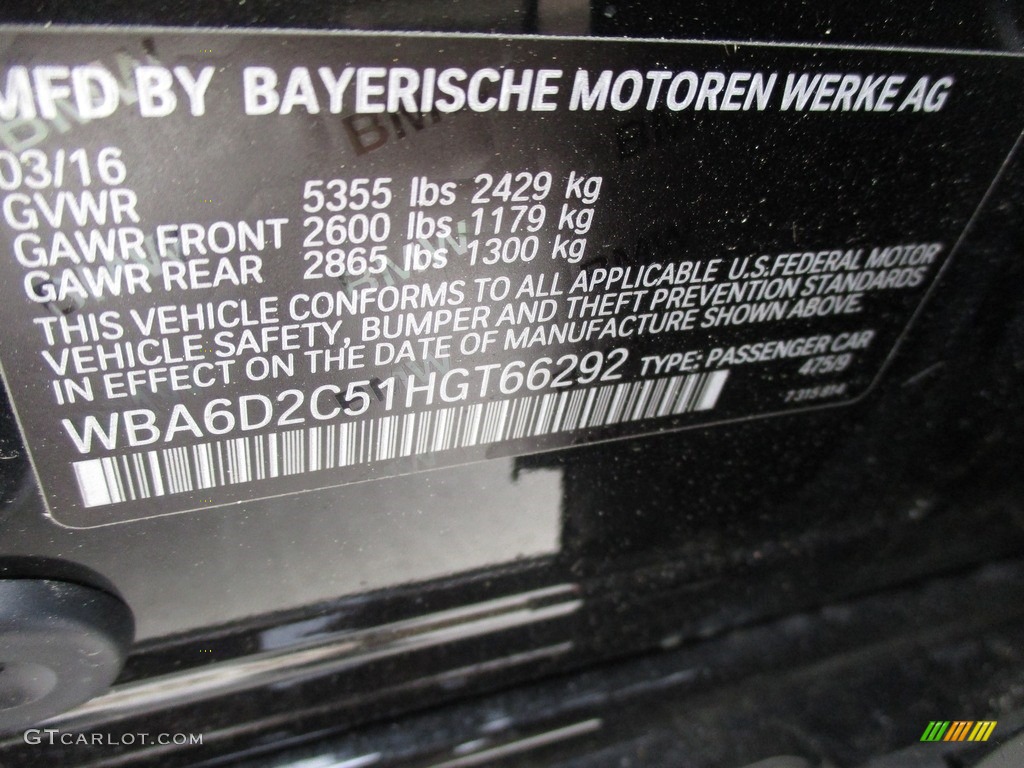 MFD BY BAYERISCHE MOTOREN WERKE AG
03/16
GVWR 5355 lbs 2429 kg
GAWR FRONT 2600 lbs 1179 kg
GAWR REAR 2865 lbs 1300 kg
THIS VEHICLE CONFORMS TO ALL APPLICABLE U.S.FEDERAL MOTOR
VEHICLE SAFETY, BUMPER AND THEFT PREVENTION STANDARDS
IN EFFECT ON THE DATE OF MANUFACTURE SHOWN ABOVE.
WBA6D2C51HGT66292 TYPE: PASSENGER CAR
475/9
7 315 614
GTCARLOT.COM